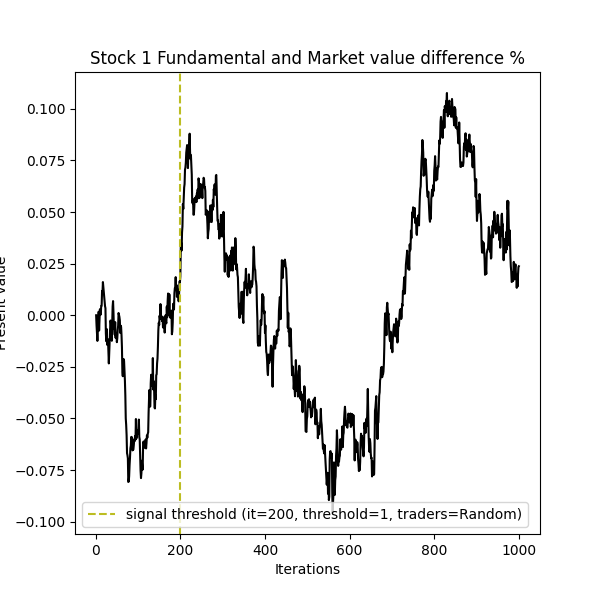 Stock 1 Fundamental and Market value difference %
Present value
0.100
0.075
0.050
0.025
0.000
−0.025
−0.050
−0.075
−0.100
signal threshold (it=200, threshold=1, traders=Random)
0 200 400 600 800 1000
Iterations